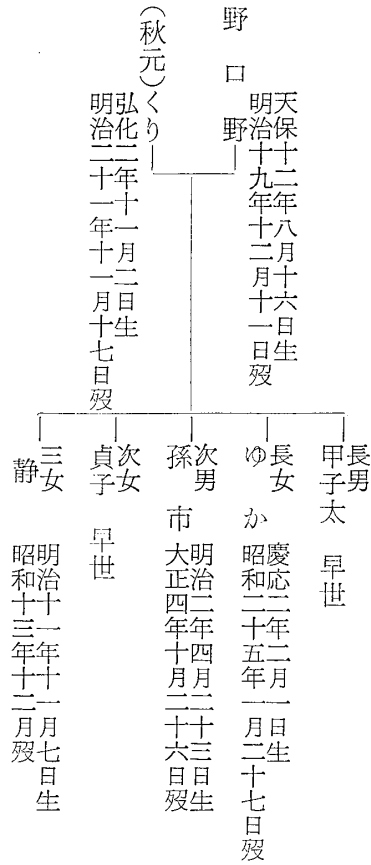 野口野
天保十二年八月十六日生
明治十九年十二月十一日歿
(秋元)くり
弘化二年十一月二日生
明治二十一年十一月十七日歿
長男
甲子太 早世
長女
ゆか
慶応二年二月一日生
昭和二十五年一月二十七日歿
次男
孫市
明治二年四月二十三日生
大正四年十月二十六日歿
次女
貞子 早世
三女
静
明治十一年十一月七日生
昭和十三年十二月歿